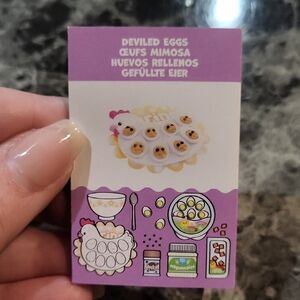 DEVILED EGGS
ŒUFS MIMOSA
HUEVOS RELLENOS
GEFÜLLTE EIER